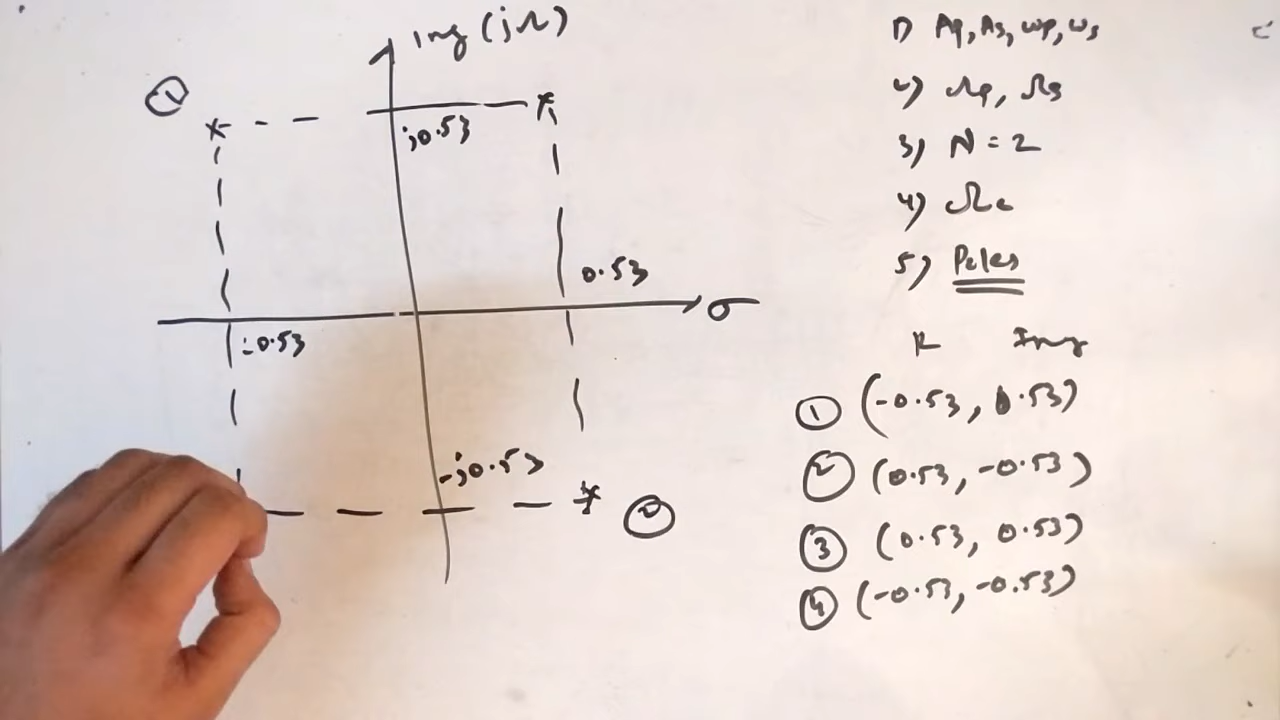 Img (jΩ)
①
j0.53
0.53
σ
-0.53
-j0.53
②
1) Ap, As, wp, ws
2) Ωp, Ωs
3) N = 2
4) Ωc
5) Poles
R Img
① (-0.53, 0.53)
② (0.53, -0.53)
③ (0.53, 0.53)
④ (-0.53, -0.53)